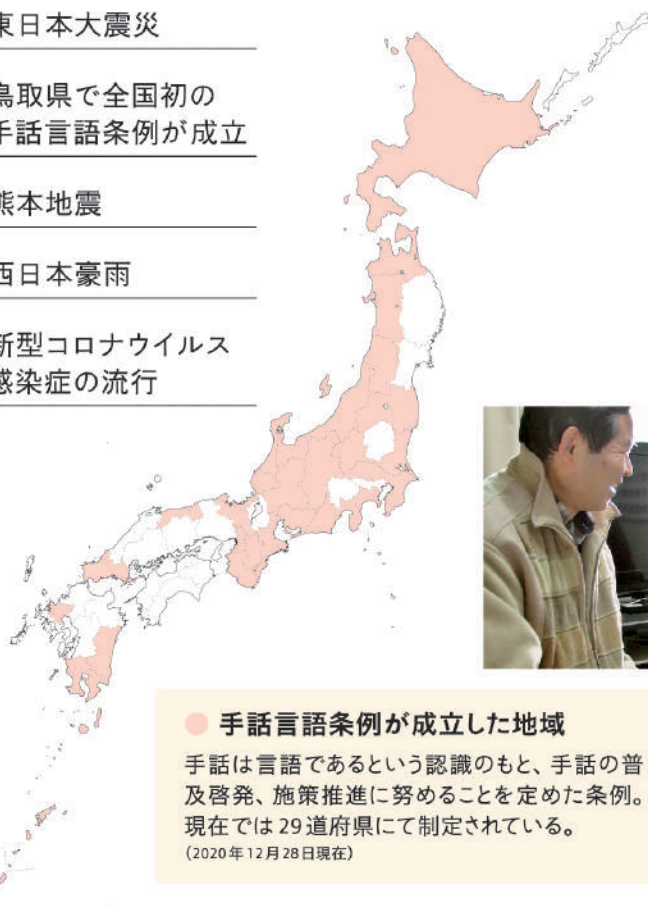 東日本大震災
鳥取県で全国初の
手話言語条例が成立
熊本地震
西日本豪雨
新型コロナウイルス
感染症の流行
手話言語条例が成立した地域
手話は言語であるという認識のもと、手話の普
及啓発、施策推進に努めることを定めた条例。
現在では29道府県にて制定されている。
（2020年12月28日現在）